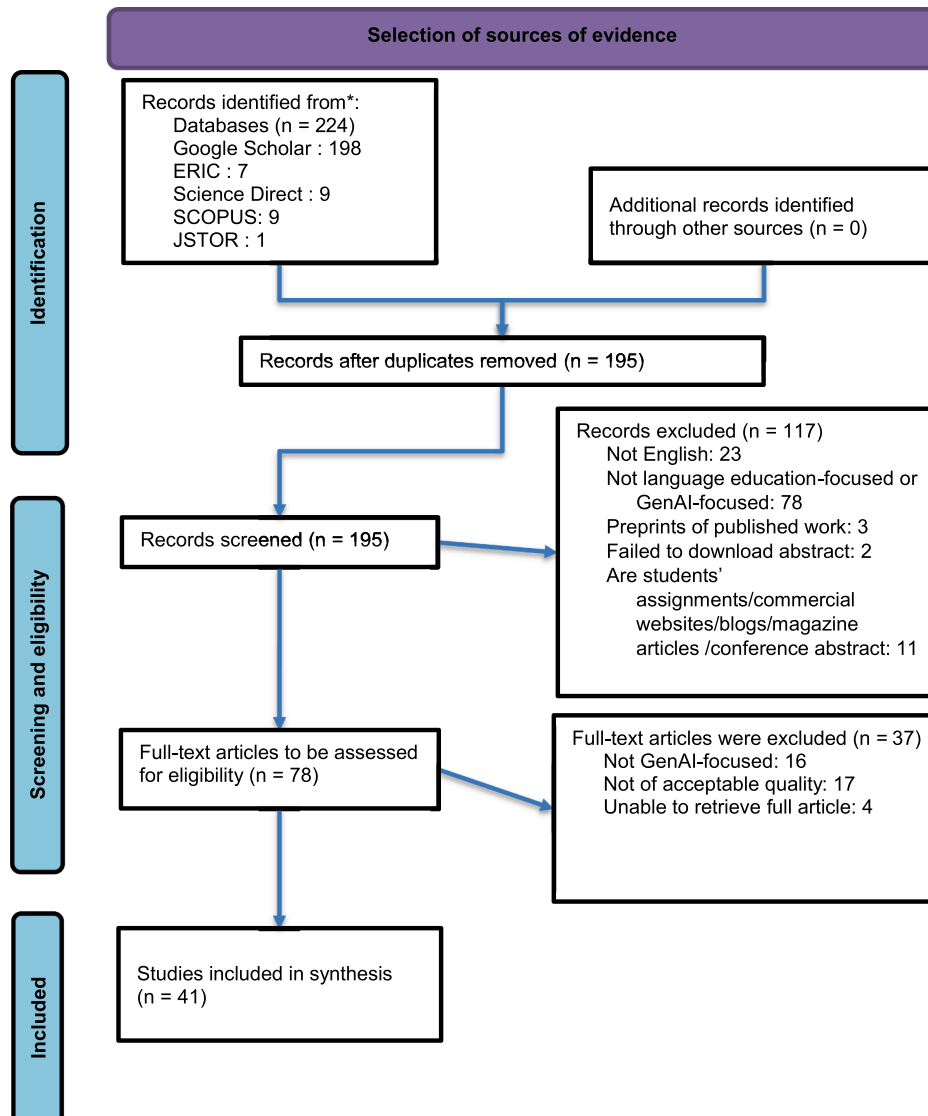 Selection of sources of evidence
Identification
Records identified from*:
Databases (n = 224)
Google Scholar : 198
ERIC : 7
Science Direct : 9
SCOPUS: 9
JSTOR : 1
Additional records identified
through other sources (n = 0)
Records after duplicates removed (n = 195)
Screening and eligibility
Records screened (n = 195)
Records excluded (n = 117)
Not English: 23
Not language education-focused or
GenAI-focused: 78
Preprints of published work: 3
Failed to download abstract: 2
Are students’
assignments/commercial
websites/blogs/magazine
articles /conference abstract: 11
Full-text articles to be assessed
for eligibility (n = 78)
Full-text articles were excluded (n = 37)
Not GenAI-focused: 16
Not of acceptable quality: 17
Unable to retrieve full article: 4
Included
Studies included in synthesis
(n = 41)